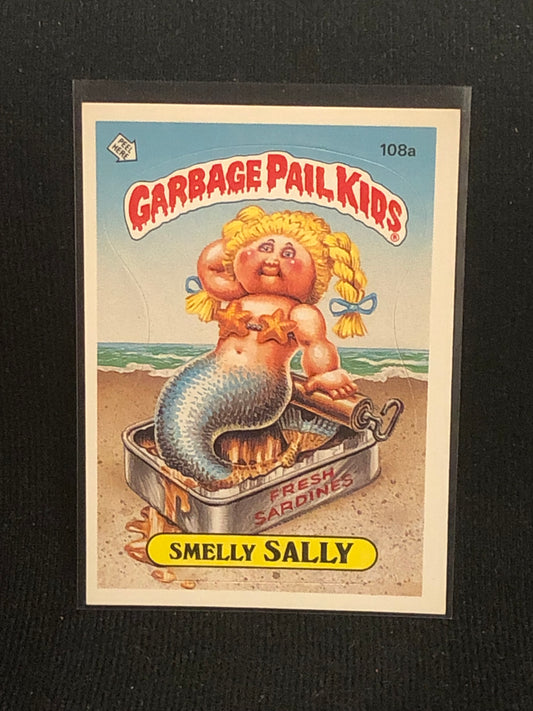 PEEL
HERE
108a
GARBAGE PAIL KIDS®
FRESH
SARDINES
SMELLY SALLY